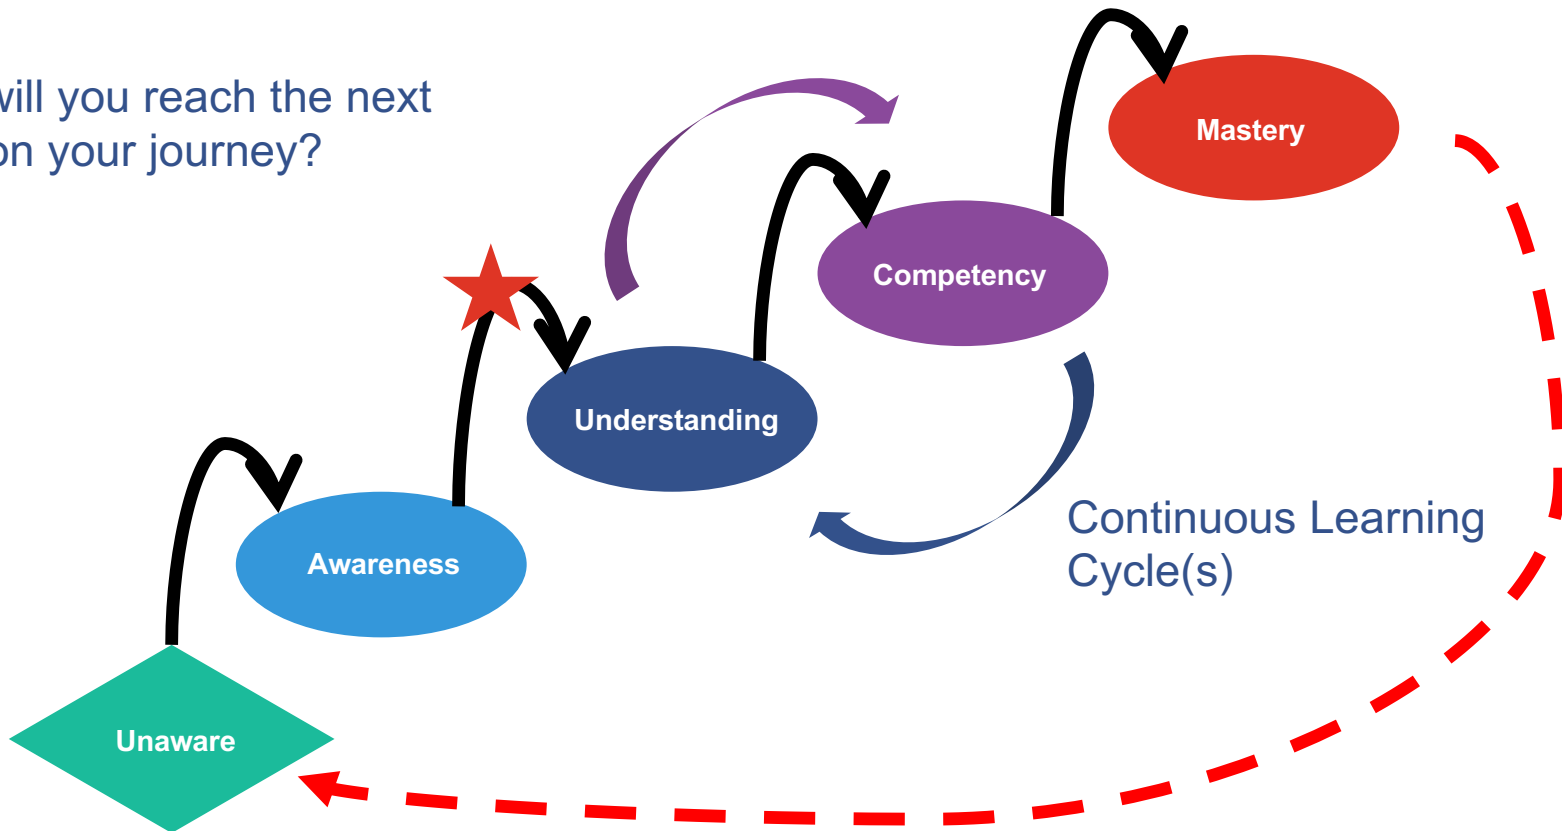 will you reach the next
on your journey?
Mastery
Competency
Understanding
Continuous Learning
Cycle(s)
Awareness
Unaware